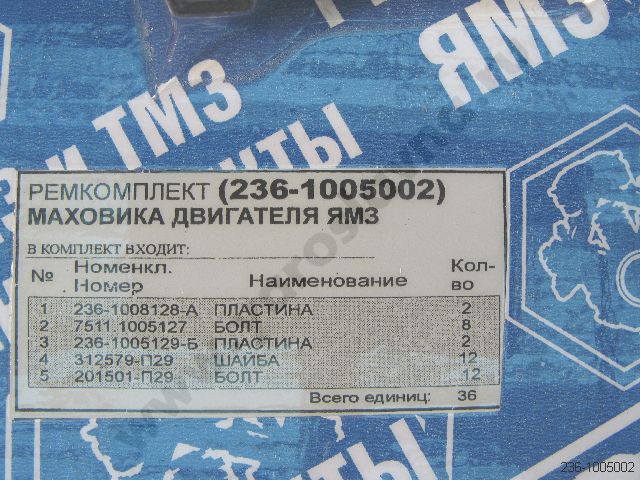 РЕМКОМПЛЕКТ (236-1005002)
МАХОВИКА ДВИГАТЕЛЯ ЯМЗ
В КОМПЛЕКТ ВХОДИТ:
№ Номенкл. Номер Наименование Кол-во
1 236-1008128-А ПЛАСТИНА 2
2 7511.1005127 БОЛТ 8
3 236-1005129-Б ПЛАСТИНА 2
4 312579-П29 ШАЙБА 12
5 201501-П29 БОЛТ 12
Всего единиц: 36
И ТМЗ
ЯМЗ
236-1005002